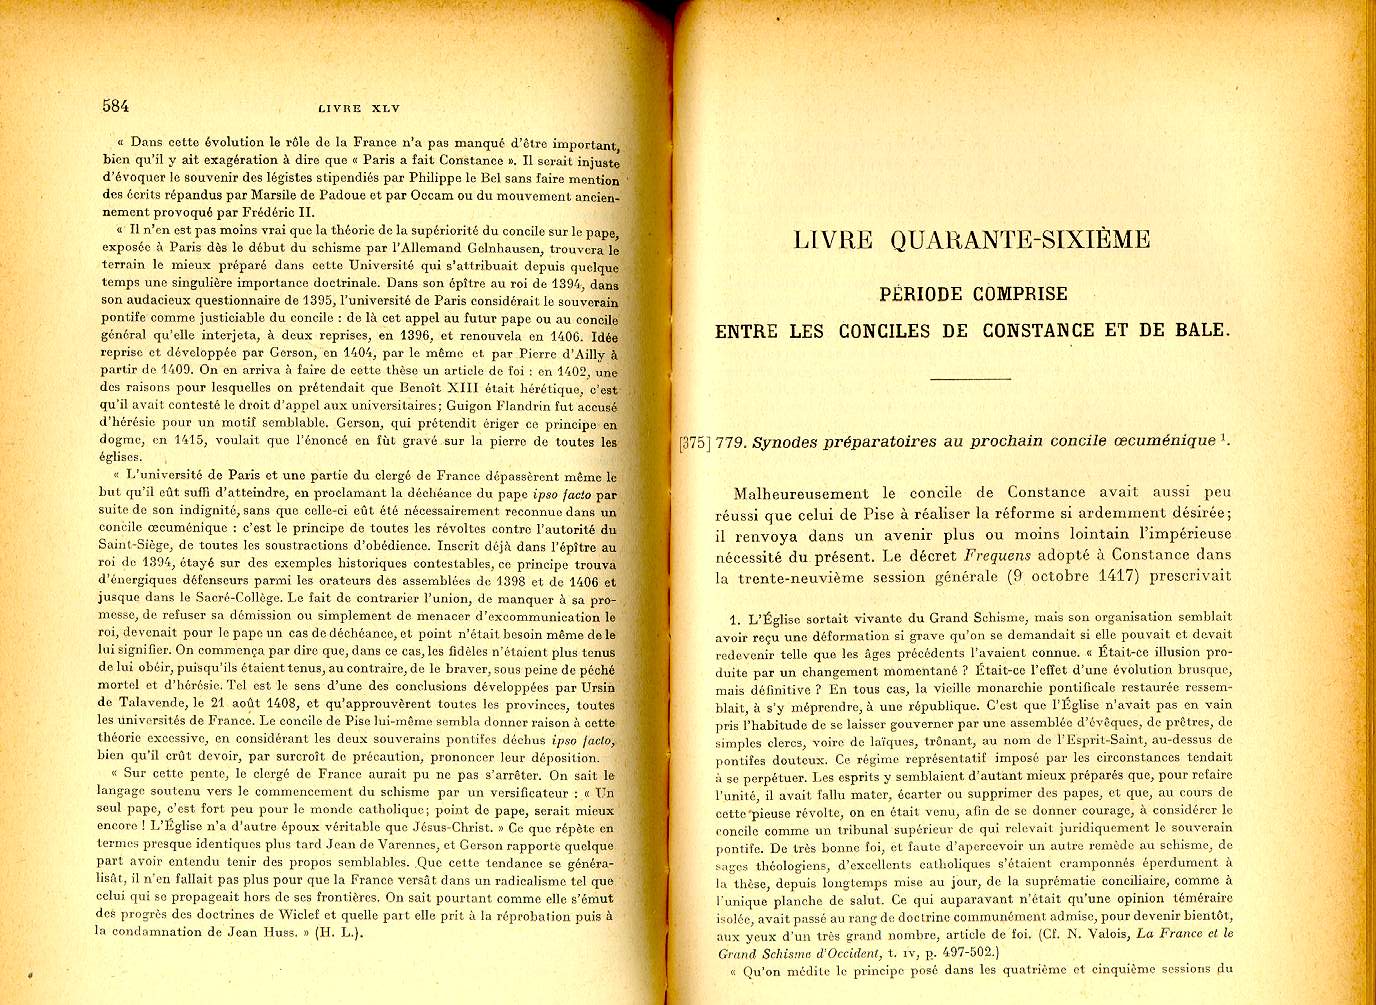 584
LIVRE XLV
« Dans cette évolution le rôle de la France n'a pas manqué d'être important,
bien qu'il y ait exagération à dire que « Paris a fait Constance ». Il serait injuste
d'évoquer le souvenir des légistes stipendiés par Philippe le Bel sans faire mention
des écrits répandus par Marsile de Padoue et par Occam ou du mouvement ancien-
nement provoqué par Frédéric II.
« Il n'en est pas moins vrai que la théorie de la supériorité du concile sur le pape,
exposée à Paris dès le début du schisme par l'Allemand Gelnhausen, trouvera le
terrain le mieux préparé dans cette Université qui s'attribuait depuis quelque
temps une singulière importance doctrinale. Dans son épître au roi de 1394, dans
son audacieux questionnaire de 1395, l'université de Paris considérait le souverain
pontife comme justiciable du concile : de là cet appel au futur pape ou au concile
général qu'elle interjeta, à deux reprises, en 1396, et renouvela en 1406. Idée
reprise et développée par Gerson, en 1404, par le même et par Pierre d'Ailly à
partir de 1409. On en arriva à faire de cette thèse un article de foi : en 1402, une
des raisons pour lesquelles on prétendait que Benoît XIII était hérétique, c'est
qu'il avait contesté le droit d'appel aux universitaires; Guigon Flandrin fut accusé
d'hérésie pour un motif semblable. Gerson, qui prétendit ériger ce principe en
dogme, en 1415, voulait que l'énoncé en fût gravé sur la pierre de toutes les
églises.
« L'université de Paris et une partie du clergé de France dépassèrent même le
but qu'il eût suffi d'atteindre, en proclamant la déchéance du pape ipso facto par
suite de son indignité, sans que celle-ci eût été nécessairement reconnue dans un
concile œcuménique : c'est le principe de toutes les révoltes contre l'autorité du
Saint-Siège, de toutes les soustractions d'obédience. Inscrit déjà dans l'épître au
roi de 1394, étayé sur des exemples historiques contestables, ce principe trouva
d'énergiques défenseurs parmi les orateurs des assemblées de 1398 et de 1406 et
jusque dans le Sacré-Collège. Le fait de contrarier l'union, de manquer à sa pro-
messe, de refuser sa démission ou simplement de menacer d'excommunication le
roi, devenait pour le pape un cas de déchéance, et point n'était besoin même de le
lui signifier. On commença par dire que, dans ce cas, les fidèles n'étaient plus tenus
de lui obéir, puisqu'ils étaient tenus, au contraire, de le braver, sous peine de péché
mortel et d'hérésie. Tel est le sens d'une des conclusions développées par Ursin
de Talavende, le 21 août 1408, et qu'approuvèrent toutes les provinces, toutes
les universités de France. Le concile de Pise lui-même sembla donner raison à cette
théorie excessive, en considérant les deux souverains pontifes déchus ipso facto,
bien qu'il crût devoir, par surcroît de précaution, prononcer leur déposition.
« Sur cette pente, le clergé de France aurait pu ne pas s'arrêter. On sait le
langage soutenu vers le commencement du schisme par un versificateur : « Un
seul pape, c'est fort peu pour le monde catholique; point de pape, serait mieux
encore ! L'Église n'a d'autre époux véritable que Jésus-Christ. » Ce que répète en
termes presque identiques plus tard Jean de Varennes, et Gerson rapporte quelque
part avoir entendu tenir des propos semblables. Que cette tendance se généra-
lisât, il n'en fallait pas plus pour que la France versât dans un radicalisme tel que
celui qui se propageait hors de ses frontières. On sait pourtant comme elle s'émut
des progrès des doctrines de Wiclef et quelle part elle prit à la réprobation puis à
la condamnation de Jean Huss. » (H. L.).
LIVRE QUARANTE-SIXIÈME
PÉRIODE COMPRISE
ENTRE LES CONCILES DE CONSTANCE ET DE BALE.
[375] 779. Synodes préparatoires au prochain concile œcuménique ¹.
Malheureusement le concile de Constance avait aussi peu
réussi que celui de Pise à réaliser la réforme si ardemment désirée;
il renvoya dans un avenir plus ou moins lointain l'impérieuse
nécessité du présent. Le décret Frequens adopté à Constance dans
la trente-neuvième session générale (9 octobre 1417) prescrivait
1. L'Église sortait vivante du Grand Schisme, mais son organisation semblait
avoir reçu une déformation si grave qu'on se demandait si elle pouvait et devait
redevenir telle que les âges précédents l'avaient connue. « Était-ce illusion pro-
duite par un changement momentané ? Était-ce l'effet d'une évolution brusque,
mais définitive ? En tous cas, la vieille monarchie pontificale restaurée ressem-
blait, à s'y méprendre, à une république. C'est que l'Église n'avait pas en vain
pris l'habitude de se laisser gouverner par une assemblée d'évêques, de prêtres, de
simples clercs, voire de laïques, trônant, au nom de l'Esprit-Saint, au-dessus de
pontifes douteux. Ce régime représentatif imposé par les circonstances tendait
à se perpétuer. Les esprits y semblaient d'autant mieux préparés que, pour refaire
l'unité, il avait fallu mater, écarter ou supprimer des papes, et que, au cours de
cette pieuse révolte, on en était venu, afin de se donner courage, à considérer le
concile comme un tribunal supérieur de qui relevait juridiquement le souverain
pontife. De très bonne foi, et faute d'apercevoir un autre remède au schisme, de
sages théologiens, d'excellents catholiques s'étaient cramponnés éperdument à
la thèse, depuis longtemps mise au jour, de la suprématie conciliaire, comme à
l'unique planche de salut. Ce qui auparavant n'était qu'une opinion téméraire
isolée, avait passé au rang de doctrine communément admise, pour devenir bientôt,
aux yeux d'un très grand nombre, article de foi. (Cf. N. Valois, La France et le
Grand Schisme d'Occident, t. IV, p. 497-502.)
« Qu'on médite le principe posé dans les quatrième et cinquième sessions du